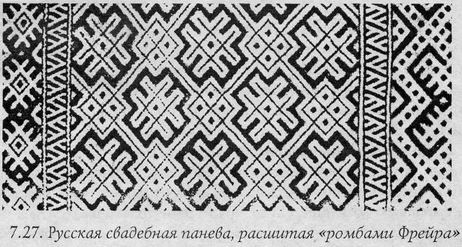 7.27. Русская свадебная панева, расшитая «ромбами Фрейра»